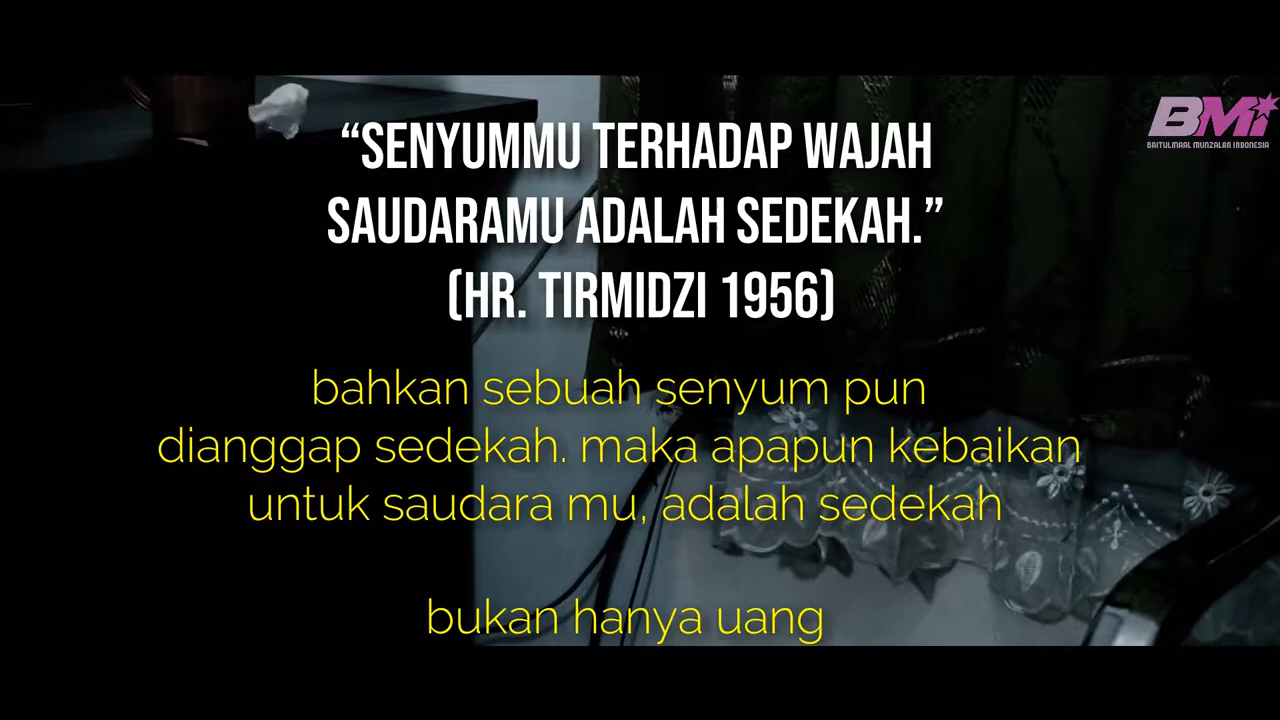 BMI
BAITULMAAL MUNZALAN INDONESIA
“SENYUMMU TERHADAP WAJAH
SAUDARAMU ADALAH SEDEKAH.”
(HR. TIRMIDZI 1956)
bahkan sebuah senyum pun
dianggap sedekah. maka apapun kebaikan
untuk saudara mu, adalah sedekah
bukan hanya uang